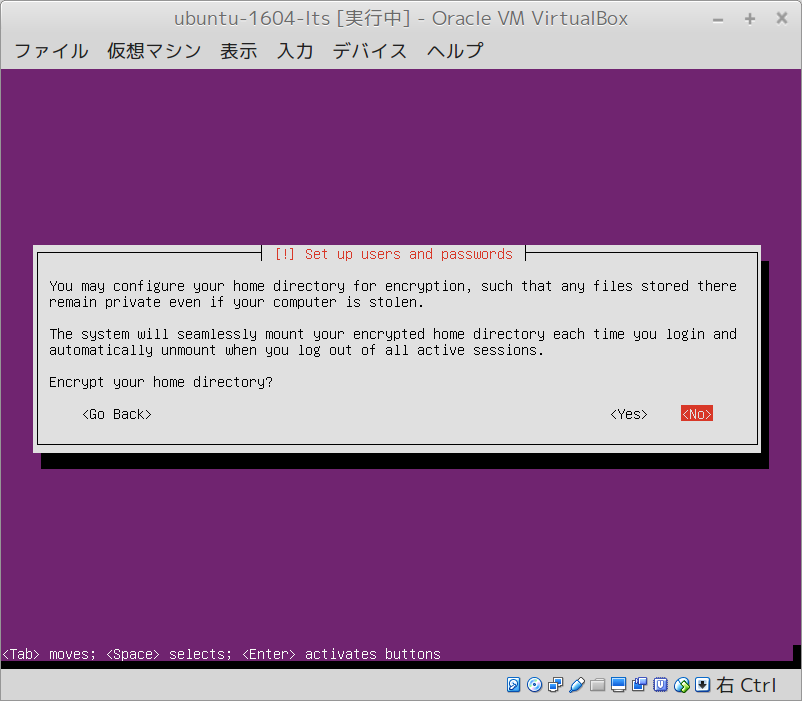 ubuntu-1604-lts [実行中] - Oracle VM VirtualBox
ファイル 仮想マシン 表示 入力 デバイス ヘルプ
[!] Set up users and passwords
You may configure your home directory for encryption, such that any files stored there
remain private even if your computer is stolen.
The system will seamlessly mount your encrypted home directory each time you login and
automatically unmount when you log out of all active sessions.
Encrypt your home directory?
<Go Back> <Yes> <No>
<Tab> moves; <Space> selects; <Enter> activates buttons
右 Ctrl